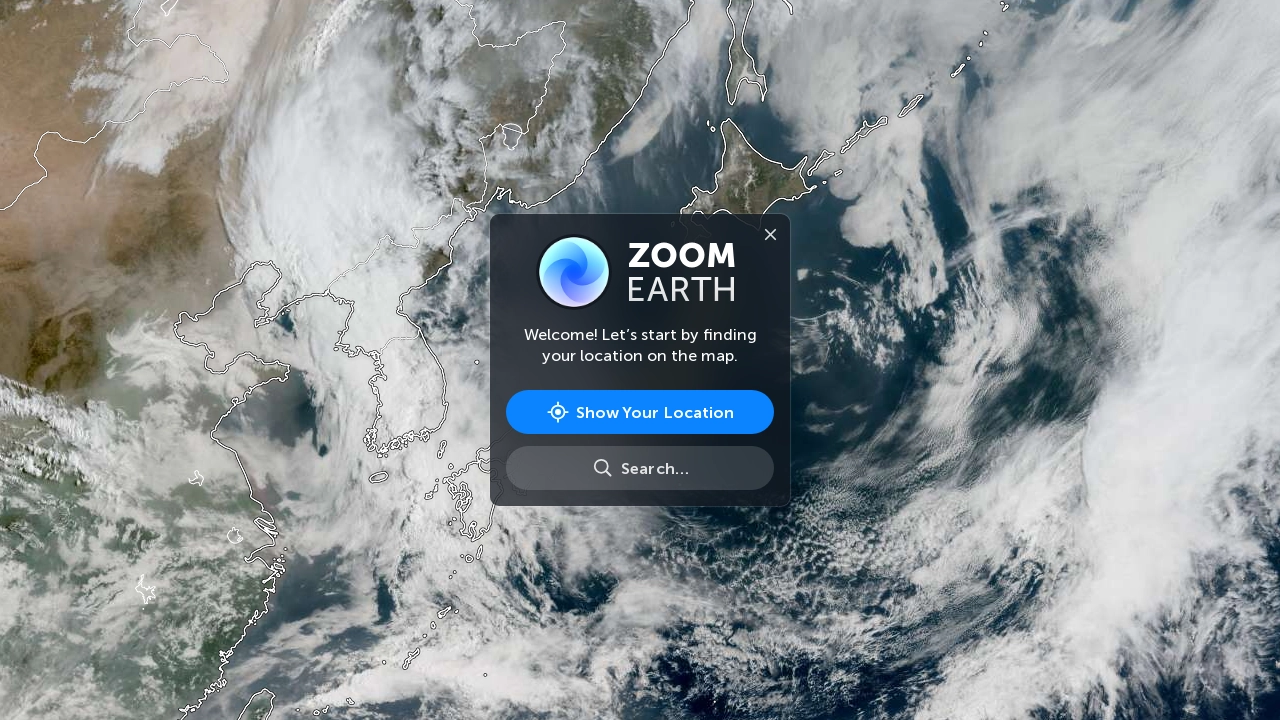 ZOOM
EARTH
Welcome! Let’s start by finding
your location on the map.
Show Your Location
Search...